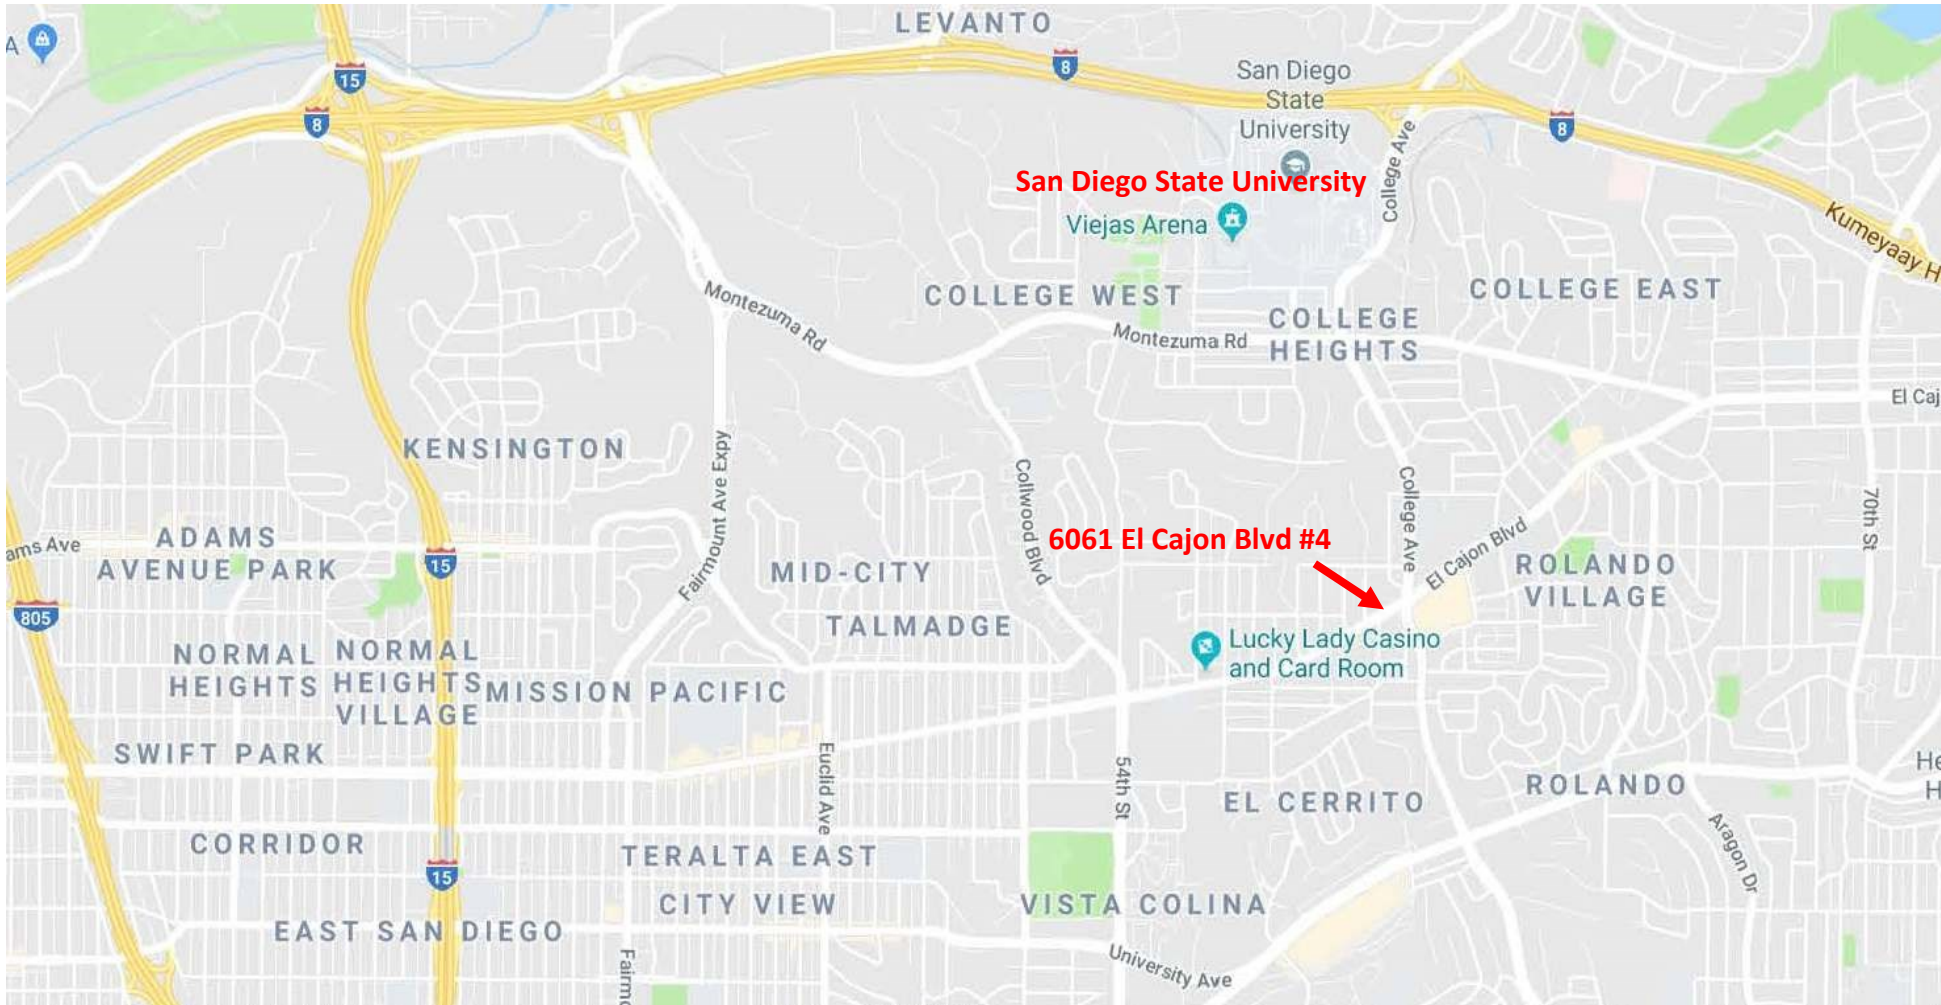 LEVANTO
A
15
8
8
San Diego
State
University
8
San Diego State University
College Ave
Viejas Arena
Kumeyaay H
Montezuma Rd
COLLEGE WEST
COLLEGE EAST
COLLEGE
HEIGHTS
Montezuma Rd
El Caj
KENSINGTON
Fairmount Ave Expy
Collwood Blvd
College Ave
70th St
ams Ave
ADAMS
AVENUE PARK
15
6061 El Cajon Blvd #4
El Cajon Blvd
MID-CITY
ROLANDO
VILLAGE
805
TALMADGE
Lucky Lady Casino
and Card Room
NORMAL
HEIGHTS
NORMAL
HEIGHTS
VILLAGE
MISSION PACIFIC
SWIFT PARK
Euclid Ave
54th St
EL CERRITO
ROLANDO
He
H
CORRIDOR
15
TERALTA EAST
Aragon Dr
CITY VIEW
VISTA COLINA
EAST SAN DIEGO
Fairmo
University Ave